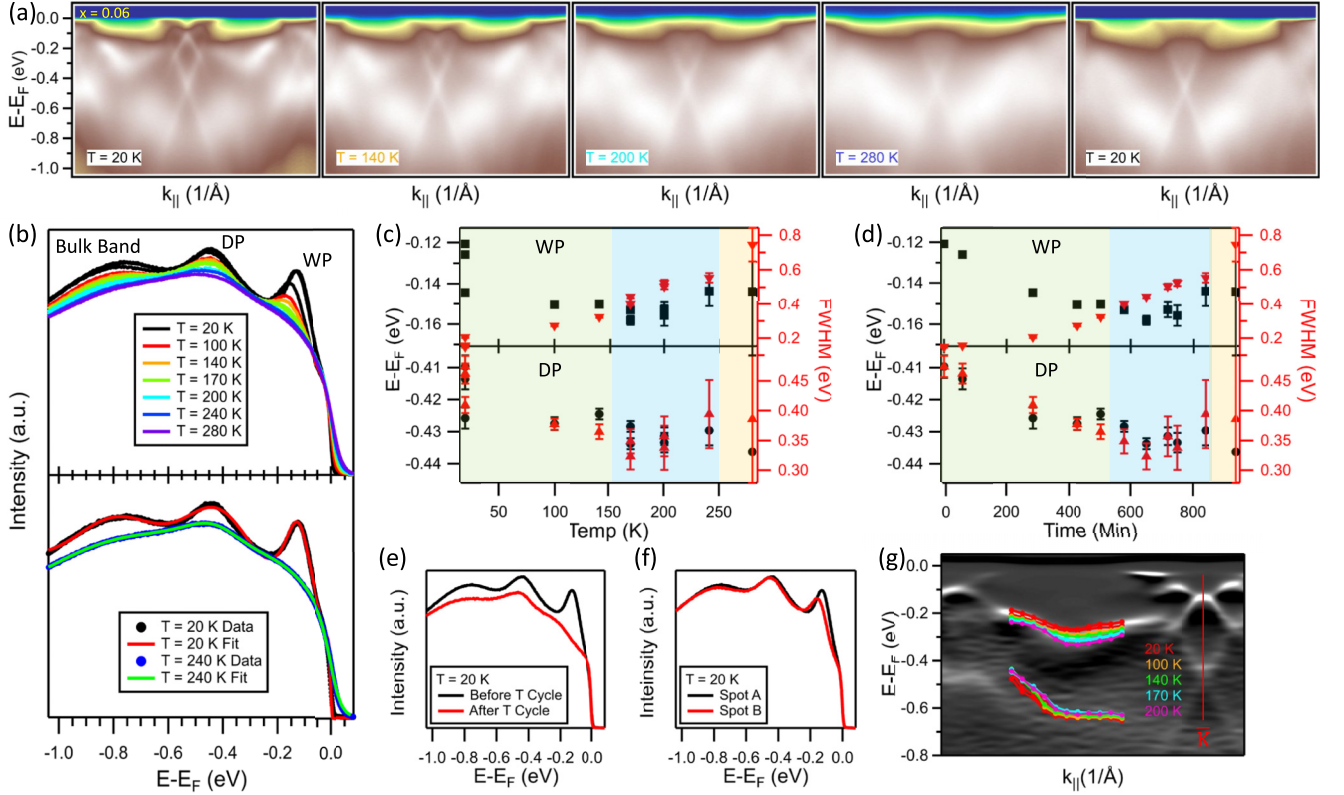 (a)
x = 0.06
E-E_F (eV)
0.0
-0.2
-0.4
-0.6
-0.8
-1.0
T = 20 K
T = 140 K
T = 200 K
T = 280 K
T = 20 K
k_|| (1/Å)
k_|| (1/Å)
k_|| (1/Å)
k_|| (1/Å)
k_|| (1/Å)
(b)
Bulk Band
DP
WP
T = 20 K
T = 100 K
T = 140 K
T = 170 K
T = 200 K
T = 240 K
T = 280 K
Intensity (a.u.)
T = 20 K Data
T = 20 K Fit
T = 240 K Data
T = 240 K Fit
-1.0 -0.8 -0.6 -0.4 -0.2 0.0
E-E_F (eV)
(c)
WP
DP
E-E_F (eV)
-0.12
-0.14
-0.16
-0.41
-0.42
-0.43
-0.44
0.8
0.6
0.4
0.2
0.45
0.40
0.35
0.30
FWHM (eV)
50 100 150 200 250
Temp (K)
(d)
WP
DP
E-E_F (eV)
-0.12
-0.14
-0.16
-0.41
-0.42
-0.43
-0.44
0.8
0.6
0.4
0.2
0.45
0.40
0.35
0.30
FWHM (eV)
0 200 400 600 800
Time (Min)
(e)
Intensity (a.u.)
T = 20 K
Before T Cycle
After T Cycle
-1.0 -0.8 -0.6 -0.4 -0.2 0.0
E-E_F (eV)
(f)
Inteinsity (a.u.)
T = 20 K
Spot A
Spot B
-1.0 -0.8 -0.6 -0.4 -0.2 0.0
E-E_F (eV)
(g)
E-E_F (eV)
0.0
-0.2
-0.4
-0.6
-0.8
20 K
100 K
140 K
170 K
200 K
K̄
k_||(1/Å)